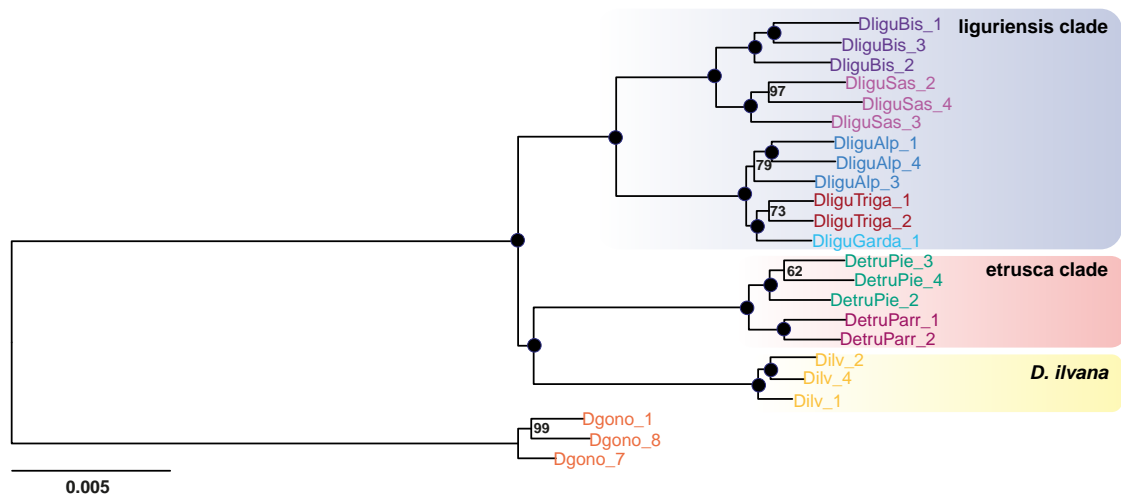 DliguBis_1
liguriensis clade
DliguBis_3
DliguBis_2
DliguSas_2
97
DliguSas_4
DliguSas_3
DliguAlp_1
DliguAlp_4
79
DliguAlp_3
DliguTriga_1
73
DliguTriga_2
DliguGarda_1
DetruPie_3
etrusca clade
62
DetruPie_4
DetruPie_2
DetruParr_1
DetruParr_2
Dilv_2
D. ilvana
Dilv_4
Dilv_1
Dgono_1
99
Dgono_8
Dgono_7
0.005